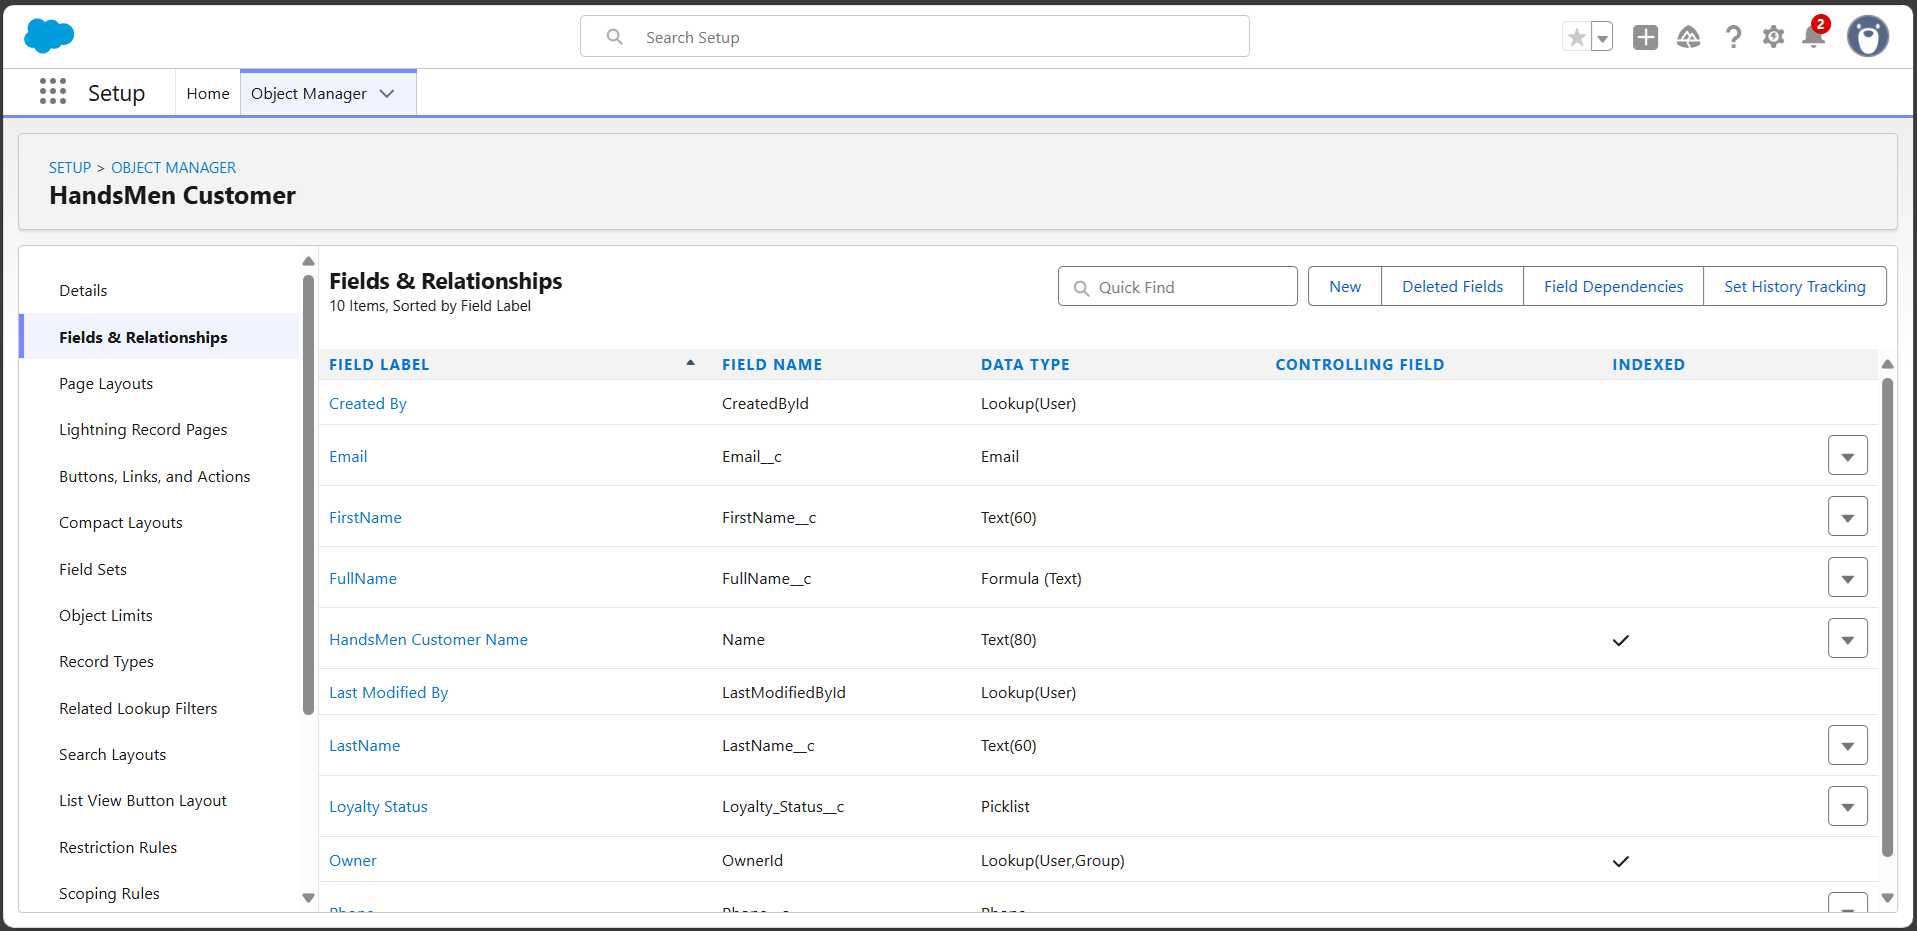 Search Setup
2
Setup
Home
Object Manager
SETUP > OBJECT MANAGER
HandsMen Customer
Details
Fields & Relationships
Page Layouts
Lightning Record Pages
Buttons, Links, and Actions
Compact Layouts
Field Sets
Object Limits
Record Types
Related Lookup Filters
Search Layouts
List View Button Layout
Restriction Rules
Scoping Rules
Fields & Relationships
10 Items, Sorted by Field Label
Quick Find
New
Deleted Fields
Field Dependencies
Set History Tracking
FIELD LABEL FIELD NAME DATA TYPE CONTROLLING FIELD INDEXED
Created By CreatedById Lookup(User)
Email Email__c Email
FirstName FirstName__c Text(60)
FullName FullName__c Formula (Text)
HandsMen Customer Name Name Text(80)
Last Modified By LastModifiedById Lookup(User)
LastName LastName__c Text(60)
Loyalty Status Loyalty_Status__c Picklist
Owner OwnerId Lookup(User,Group)
Phone Phone__c Phone